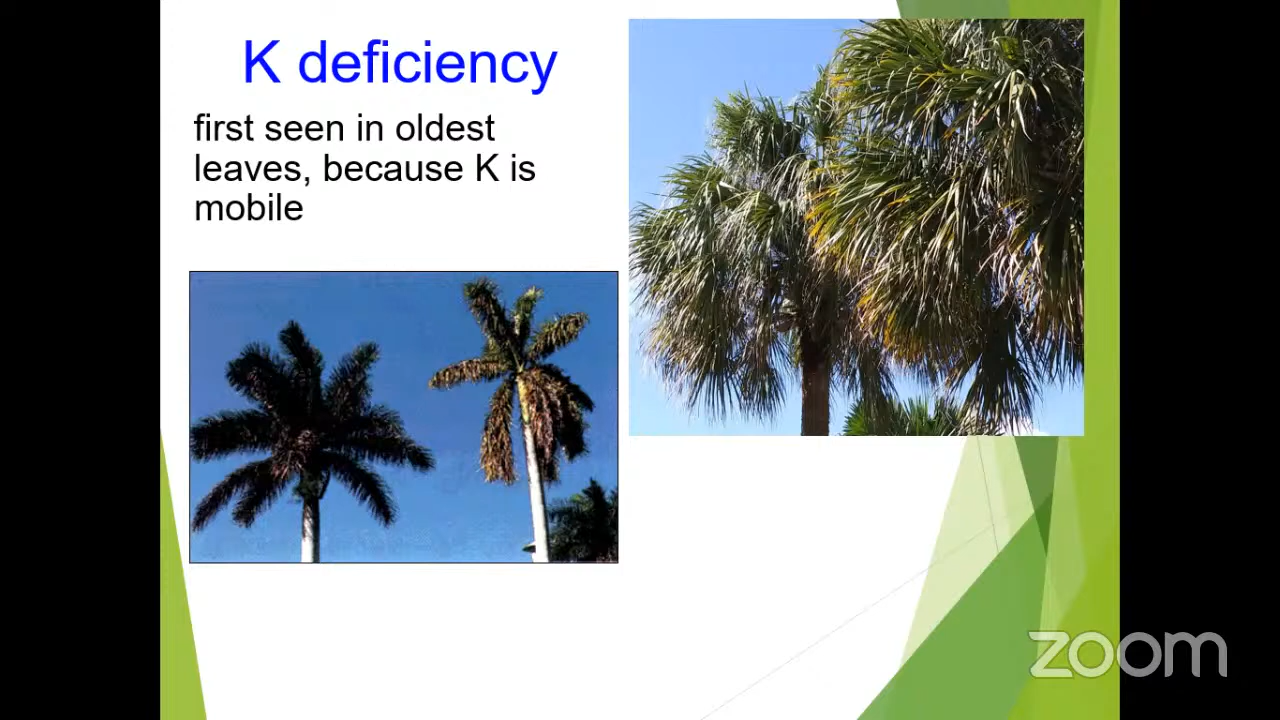 K deficiency
first seen in oldest
leaves, because K is
mobile
zoom